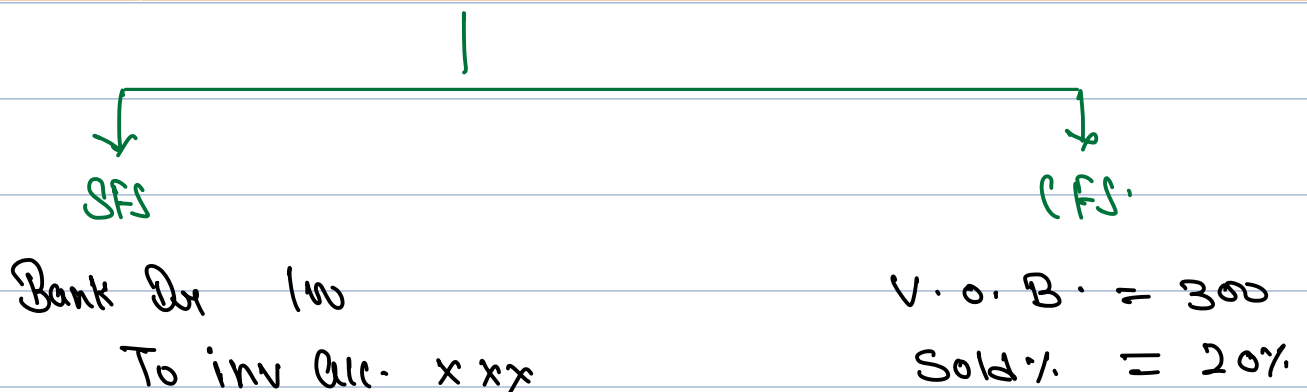 SFS
CFS.
Bank Dr 100
To inv a/c. xxx
V.O.B. = 300
Sold% = 20%